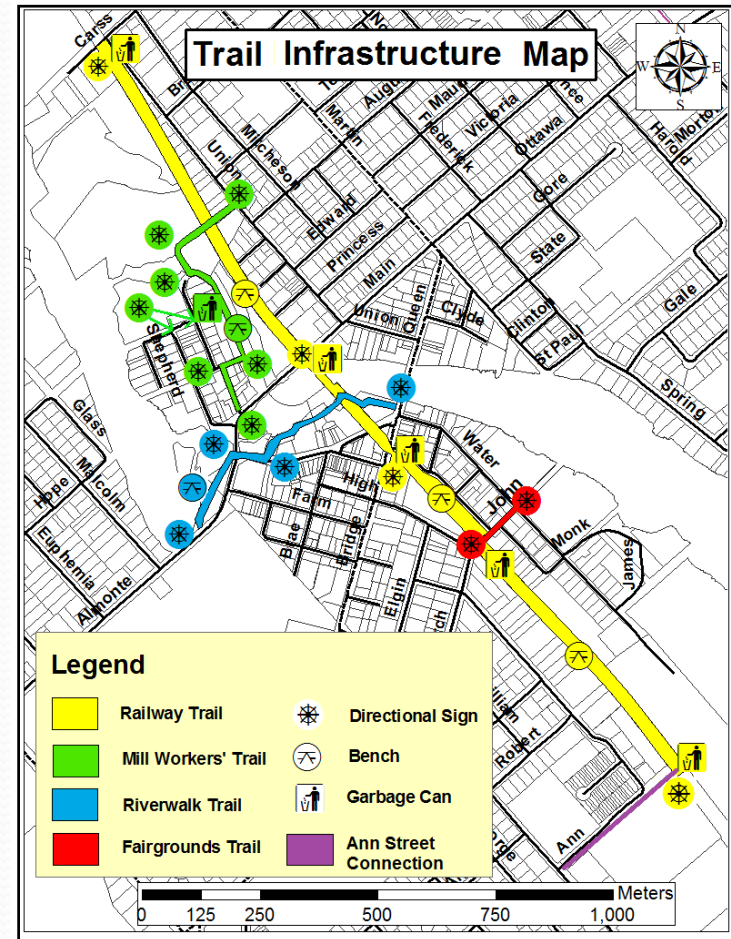 Trail Infrastructure Map
N
W E
S
Carss
Union
Mitcheson
Martin
Frederick
Victoria
Ottawa
Harold
Morton
Gore
State
Edward
Princess
Main
Union
Queen
Clyde
Clinton
St Paul
Gale
Spring
Shepherd
Glass
Hope
Malcolm
Euphemia
Almonte
Water
High
Farm
John
Monk
James
Brae
Bridge
Elgin
Robert
Ann
Legend
Railway Trail
Directional Sign
Mill Workers' Trail
Bench
Riverwalk Trail
Garbage Can
Fairgrounds Trail
Ann Street
Connection
Meters
0 125 250 500 750 1,000